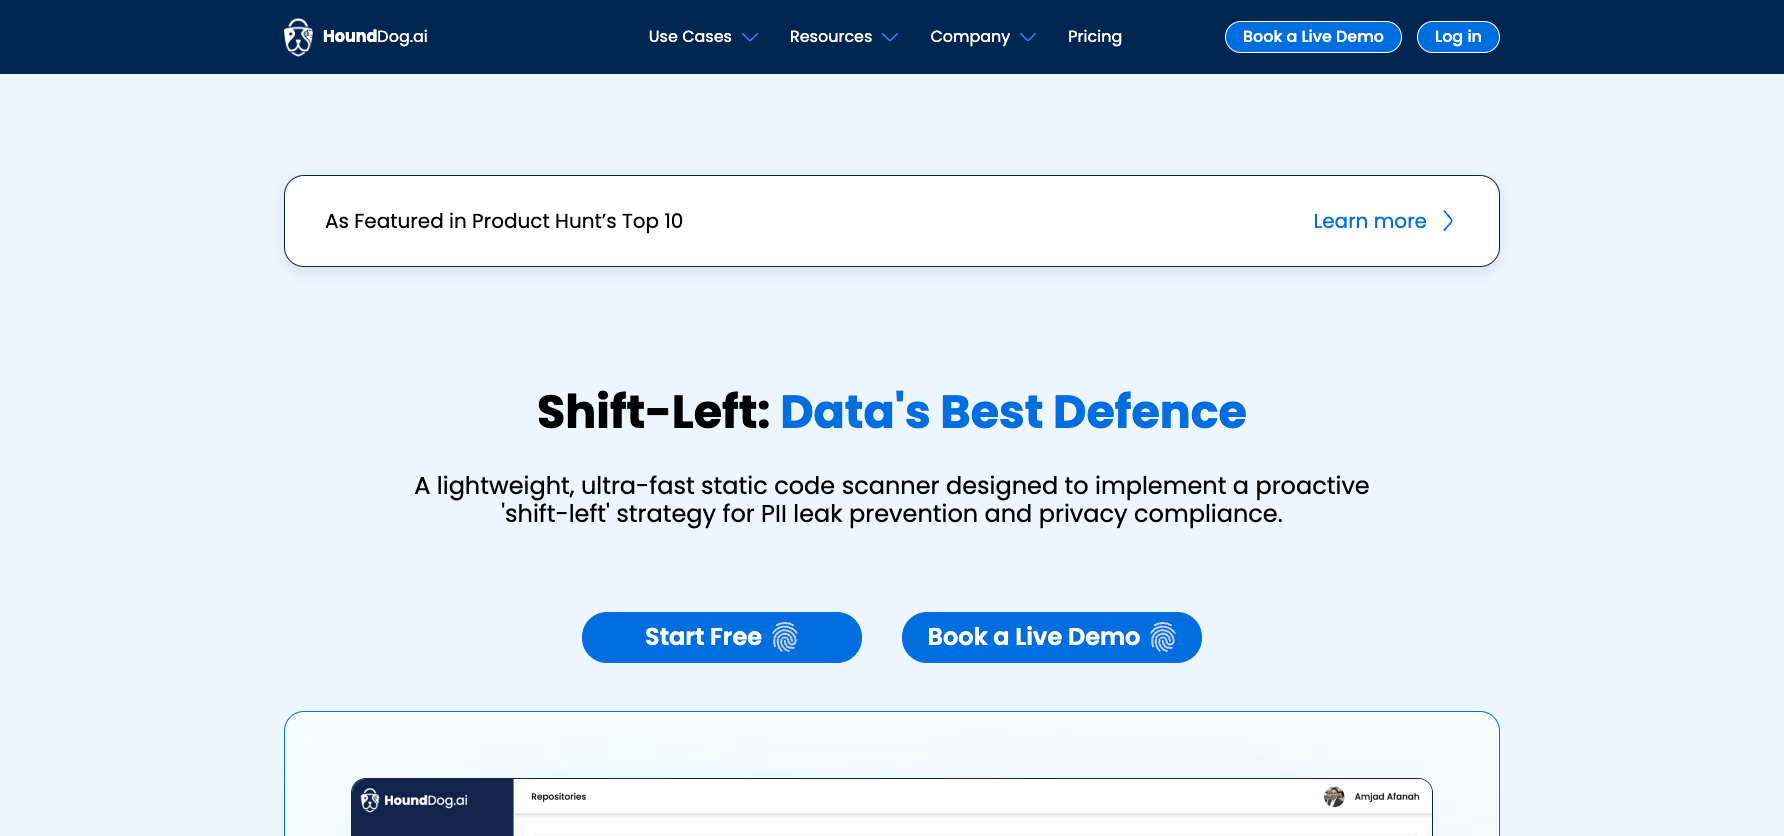 HoundDog.ai
Use Cases
Resources
Company
Pricing
Book a Live Demo
Log in
As Featured in Product Hunt’s Top 10
Learn more
Shift-Left: Data's Best Defence
A lightweight, ultra-fast static code scanner designed to implement a proactive
'shift-left' strategy for PII leak prevention and privacy compliance.
Start Free
Book a Live Demo
HoundDog.ai
Repositories
Amjad Afanah